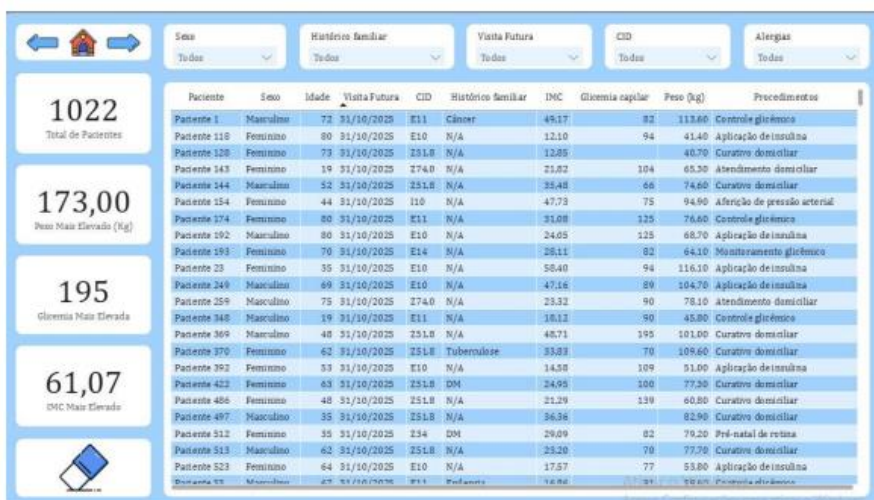 Sexo
Todos
Histórico familiar
Todos
Visita Futura
Todos
CID
Todos
Alergias
Todos
1022
Total de Pacientes
173,00
Peso Mais Elevado (Kg)
195
Glicemia Mais Elevada
61,07
IMC Mais Elevado
Paciente Sexo Idade Visita Futura CID Histórico familiar IMC Glicemia capilar Peso (kg) Procedimentos
Paciente 1 Masculino 72 31/10/2025 E11 Câncer 49,17 82 113,60 Controle glicêmico
Paciente 118 Feminino 80 31/10/2025 E10 N/A 12,10 94 41,40 Aplicação de insulina
Paciente 128 Feminino 73 31/10/2025 Z51.8 N/A 12,85 40,70 Curativo domiciliar
Paciente 143 Feminino 19 31/10/2025 Z74.0 N/A 21,82 104 65,30 Atendimento domiciliar
Paciente 144 Masculino 52 31/10/2025 Z51.8 N/A 35,48 66 74,60 Curativo domiciliar
Paciente 154 Feminino 44 31/10/2025 I10 N/A 47,73 75 94,90 Aferição de pressão arterial
Paciente 174 Feminino 80 31/10/2025 E11 N/A 31,08 125 76,60 Controle glicêmico
Paciente 192 Masculino 80 31/10/2025 E10 N/A 24,05 125 68,70 Aplicação de insulina
Paciente 193 Feminino 70 31/10/2025 E14 N/A 28,11 82 64,10 Monitoramento glicêmico
Paciente 23 Feminino 35 31/10/2025 E10 N/A 58,40 94 116,10 Aplicação de insulina
Paciente 249 Masculino 69 31/10/2025 E10 N/A 47,16 89 104,70 Aplicação de insulina
Paciente 259 Masculino 75 31/10/2025 Z74.0 N/A 23,32 90 78,10 Atendimento domiciliar
Paciente 348 Masculino 19 31/10/2025 E11 N/A 18,12 90 45,80 Controle glicêmico
Paciente 369 Masculino 48 31/10/2025 Z51.8 N/A 48,71 195 101,00 Curativo domiciliar
Paciente 370 Feminino 62 31/10/2025 Z51.8 Tuberculose 33,83 70 109,60 Curativo domiciliar
Paciente 392 Feminino 53 31/10/2025 E10 N/A 14,58 109 51,00 Aplicação de insulina
Paciente 422 Feminino 63 31/10/2025 Z51.8 DM 24,95 100 77,30 Curativo domiciliar
Paciente 486 Feminino 48 31/10/2025 Z51.8 N/A 21,29 139 60,80 Curativo domiciliar
Paciente 497 Masculino 35 31/10/2025 Z51.8 N/A 36,36 82,90 Curativo domiciliar
Paciente 512 Feminino 35 31/10/2025 Z34 DM 29,09 82 79,20 Pré-natal de rotina
Paciente 513 Masculino 62 31/10/2025 Z51.8 N/A 25,20 70 77,70 Curativo domiciliar
Paciente 523 Feminino 64 31/10/2025 E10 N/A 17,57 77 53,80 Aplicação de insulina
Paciente 53 Masculino 67 31/10/2025 E11